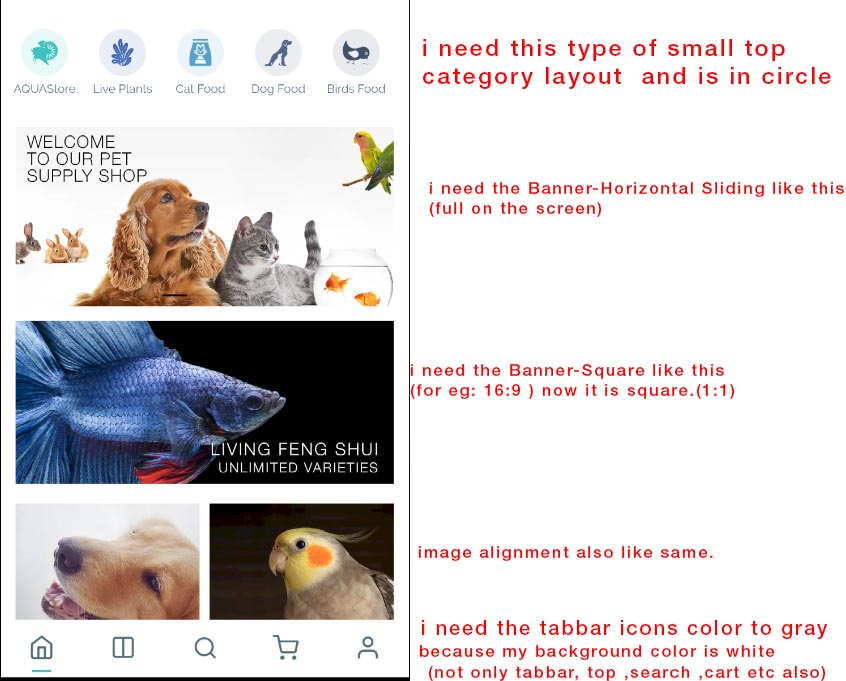 i need this type of small top
category layout and is in circle
AQUAStore Live Plants Cat Food Dog Food Birds Food
WELCOME
TO OUR PET
SUPPLY SHOP
i need the Banner-Horizontal Sliding like this
(full on the screen)
i need the Banner-Square like this
(for eg: 16:9 ) now it is square.(1:1)
LIVING FENG SHUI
UNLIMITED VARIETIES
image alignment also like same.
i need the tabbar icons color to gray
because my background color is white
(not only tabbar, top ,search ,cart etc also)